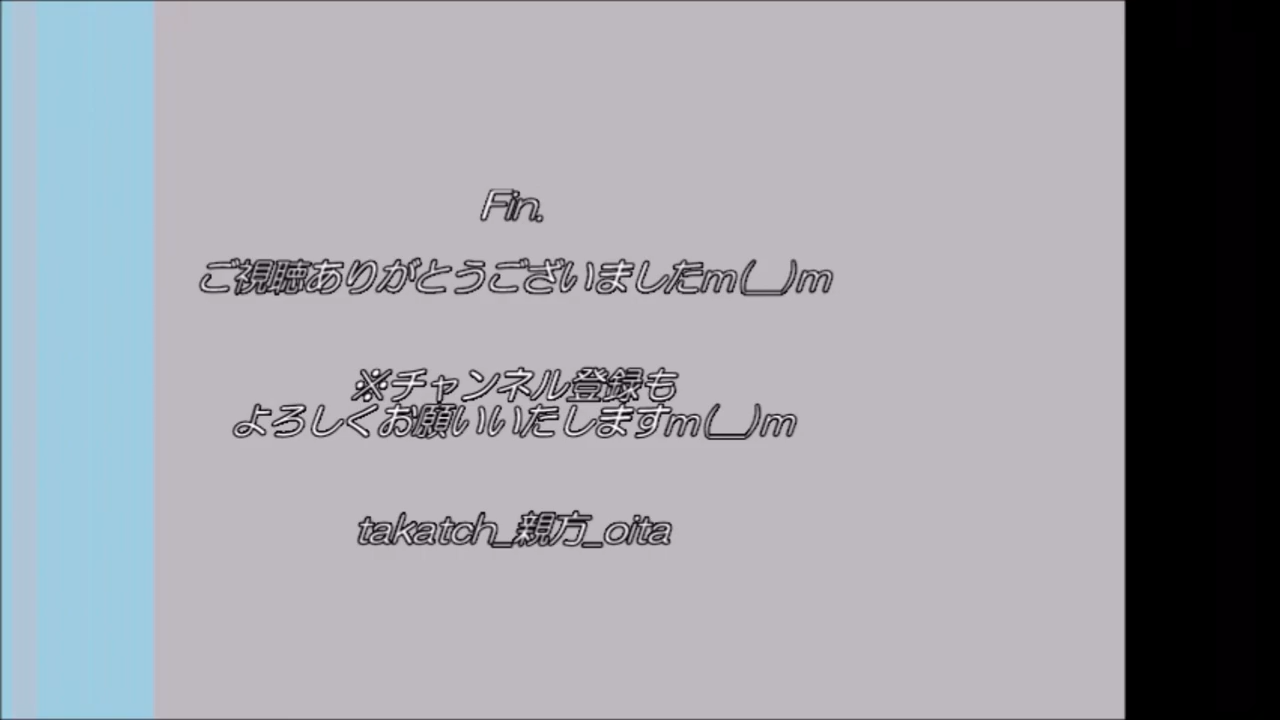 Fin.
ご視聴ありがとうございましたm(__)m
※チャンネル登録も
よろしくお願いいたしますm(__)m
takatch_親方_oita